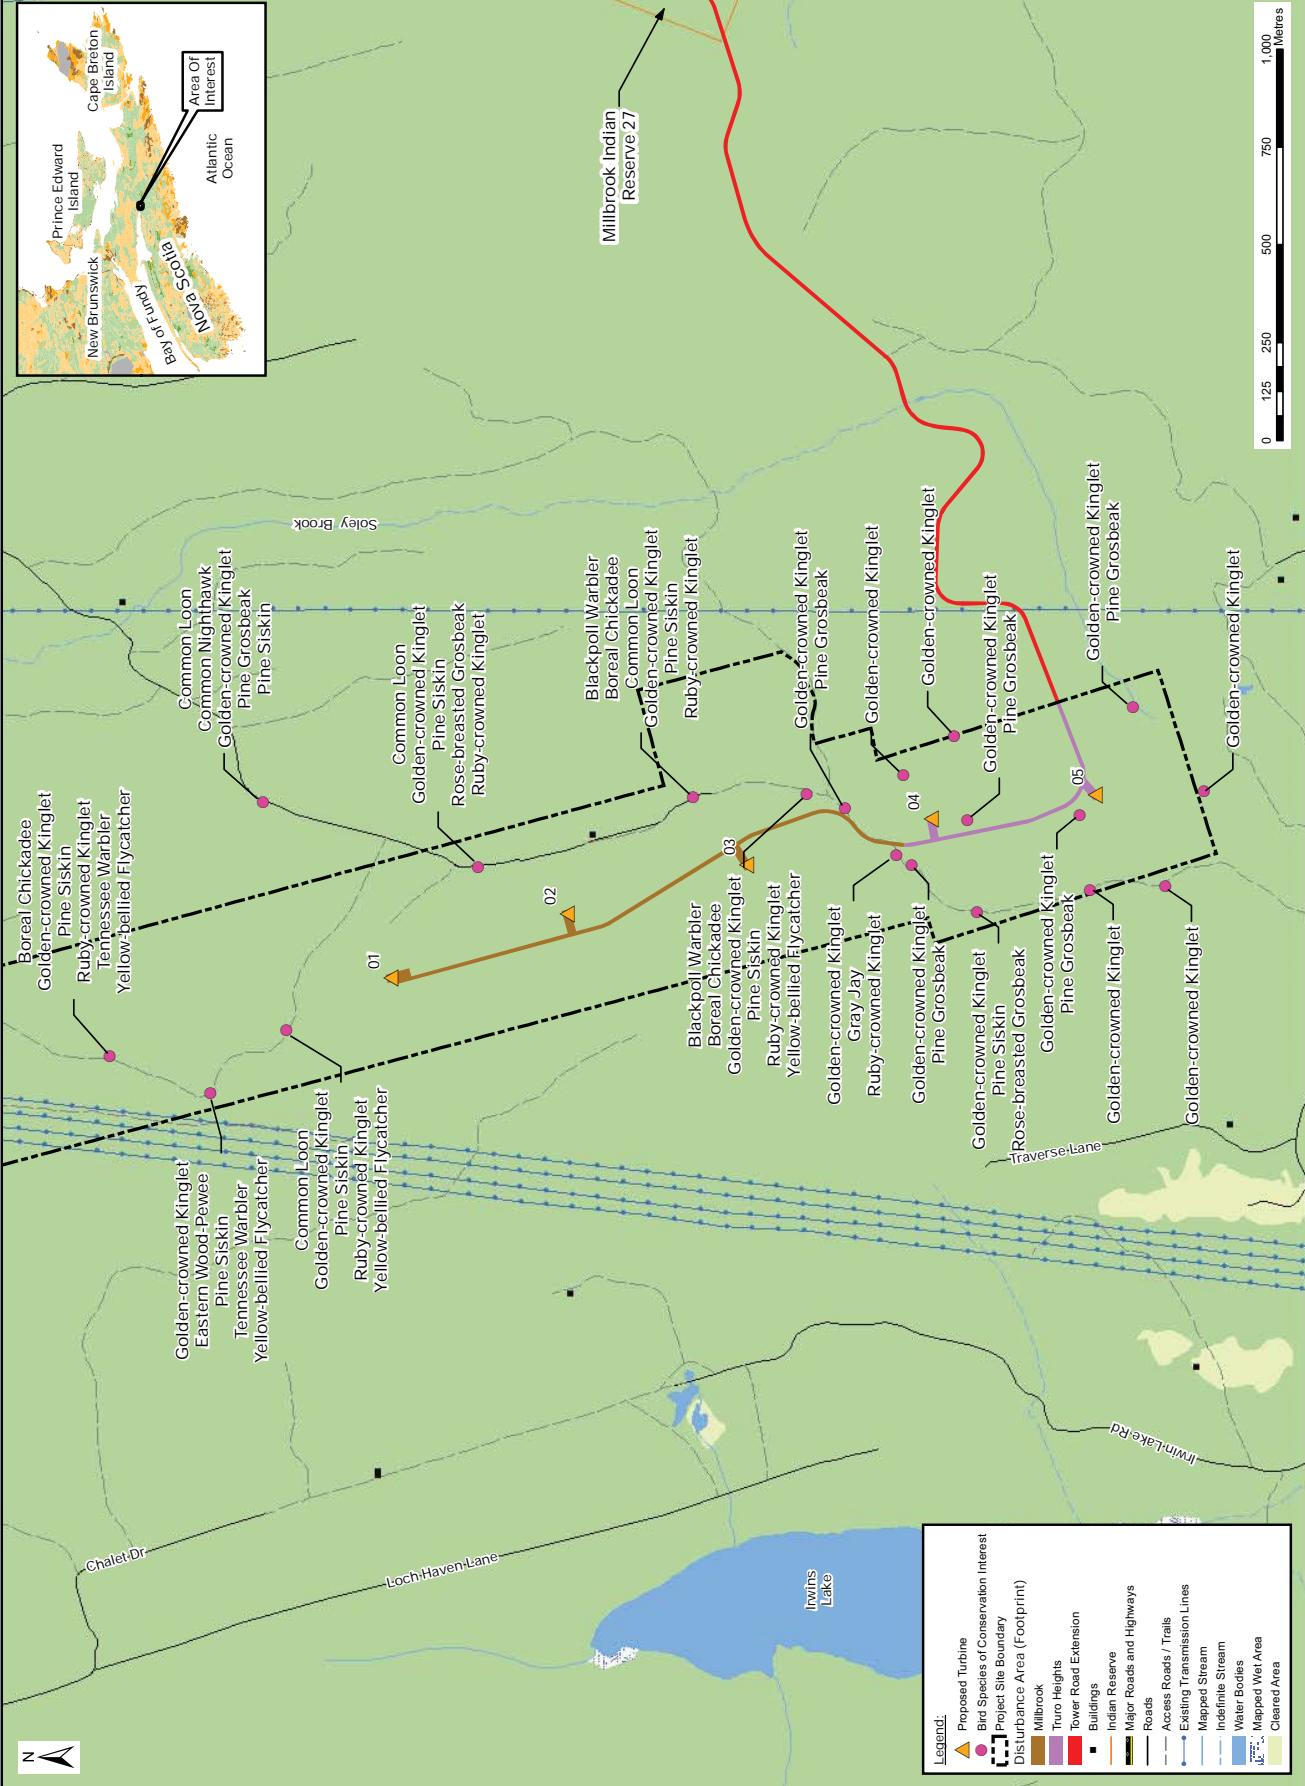 Boreal Chickadee
Golden-crowned Kinglet
Pine Siskin
Ruby-crowned Kinglet
Tennessee Warbler
Yellow-bellied Flycatcher
Golden-crowned Kinglet
Eastern Wood-Pewee
Pine Siskin
Tennessee Warbler
Yellow-bellied Flycatcher
Common Loon
Golden-crowned Kinglet
Pine Siskin
Ruby-crowned Kinglet
Yellow-bellied Flycatcher
Common Loon
Common Nighthawk
Golden-crowned Kinglet
Pine Grosbeak
Pine Siskin
Common Loon
Golden-crowned Kinglet
Pine Siskin
Rose-breasted Grosbeak
Ruby-crowned Kinglet
Blackpoll Warbler
Boreal Chickadee
Common Loon
Golden-crowned Kinglet
Pine Siskin
Ruby-crowned Kinglet
Blackpoll Warbler
Boreal Chickadee
Golden-crowned Kinglet
Pine Siskin
Ruby-crowned Kinglet
Yellow-bellied Flycatcher
Golden-crowned Kinglet
Pine Grosbeak
Golden-crowned Kinglet
Golden-crowned Kinglet
Golden-crowned Kinglet
Pine Grosbeak
Golden-crowned Kinglet
Pine Grosbeak
Golden-crowned Kinglet
Golden-crowned Kinglet
Gray Jay
Ruby-crowned Kinglet
Golden-crowned Kinglet
Pine Grosbeak
Golden-crowned Kinglet
Pine Siskin
Rose-breasted Grosbeak
Golden-crowned Kinglet
Pine Grosbeak
Golden-crowned Kinglet
Golden-crowned Kinglet
01
02
03
04
05
Soley Brook
Chalet Dr
Loch Haven Lane
Irwins
Lake
Irwin Lake Rd
Traverse Lane
Millbrook Indian
Reserve 27
Prince Edward
Island
Cape Breton
Island
New Brunswick
Bay of Fundy
Nova Scotia
Atlantic
Ocean
Area Of
Interest
0 125 250 500 750 1,000
Metres
N
Legend:
Proposed Turbine
Bird Species of Conservation Interest
Project Site Boundary
Disturbance Area (Footprint)
Millbrook
Truro Heights
Tower Road Extension
Buildings
Indian Reserve
Major Roads and Highways
Roads
Access Roads / Trails
Existing Transmission Lines
Mapped Stream
Indefinite Stream
Water Bodies
Mapped Wet Area
Cleared Area